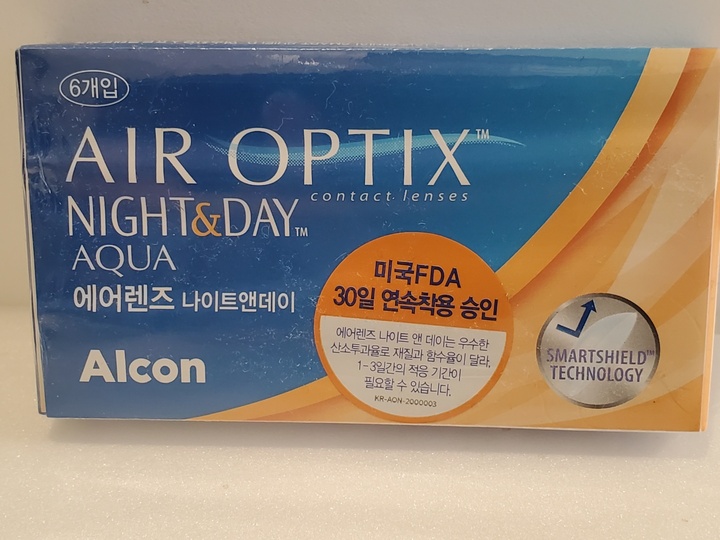 6개입
AIR OPTIX™
contact lenses
NIGHT&DAY™
AQUA
에어렌즈 나이트앤데이
Alcon
미국FDA
30일 연속착용 승인
에어렌즈 나이트 앤 데이는 우수한
산소투과율로 재질과 함수율이 달라,
1-3일간의 적응 기간이
필요할 수 있습니다.
KR-AON-2000003
SMARTSHIELD™
TECHNOLOGY